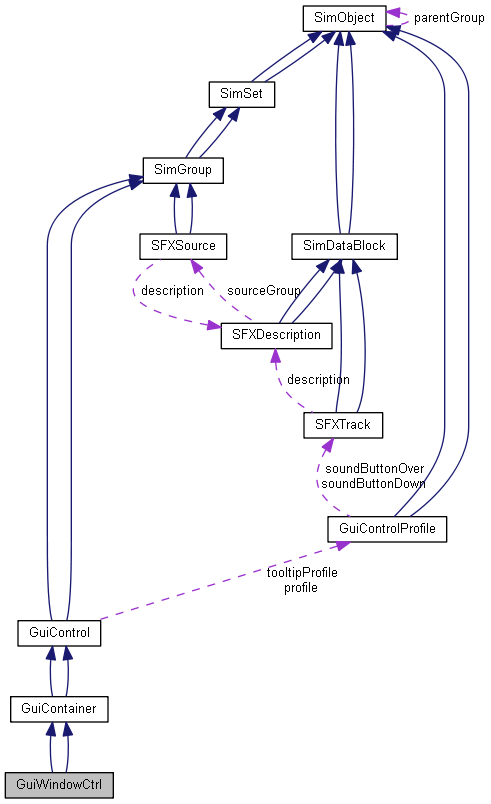 SimObject
parentGroup
SimSet
SimGroup
SFXSource
SimDataBlock
description
sourceGroup
SFXDescription
description
SFXTrack
soundButtonOver
soundButtonDown
GuiControlProfile
tooltipProfile
profile
GuiControl
GuiContainer
GuiWindowCtrl